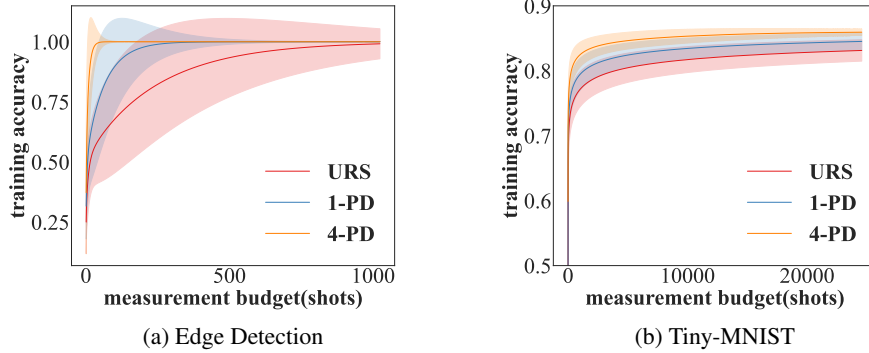 training accuracy
1.00
0.75
0.50
0.25
URS
1-PD
4-PD
0
500
1000
measurement budget(shots)
(a) Edge Detection
training accuracy
0.9
0.8
0.7
0.6
0.5
URS
1-PD
4-PD
0
10000
20000
measurement budget(shots)
(b) Tiny-MNIST